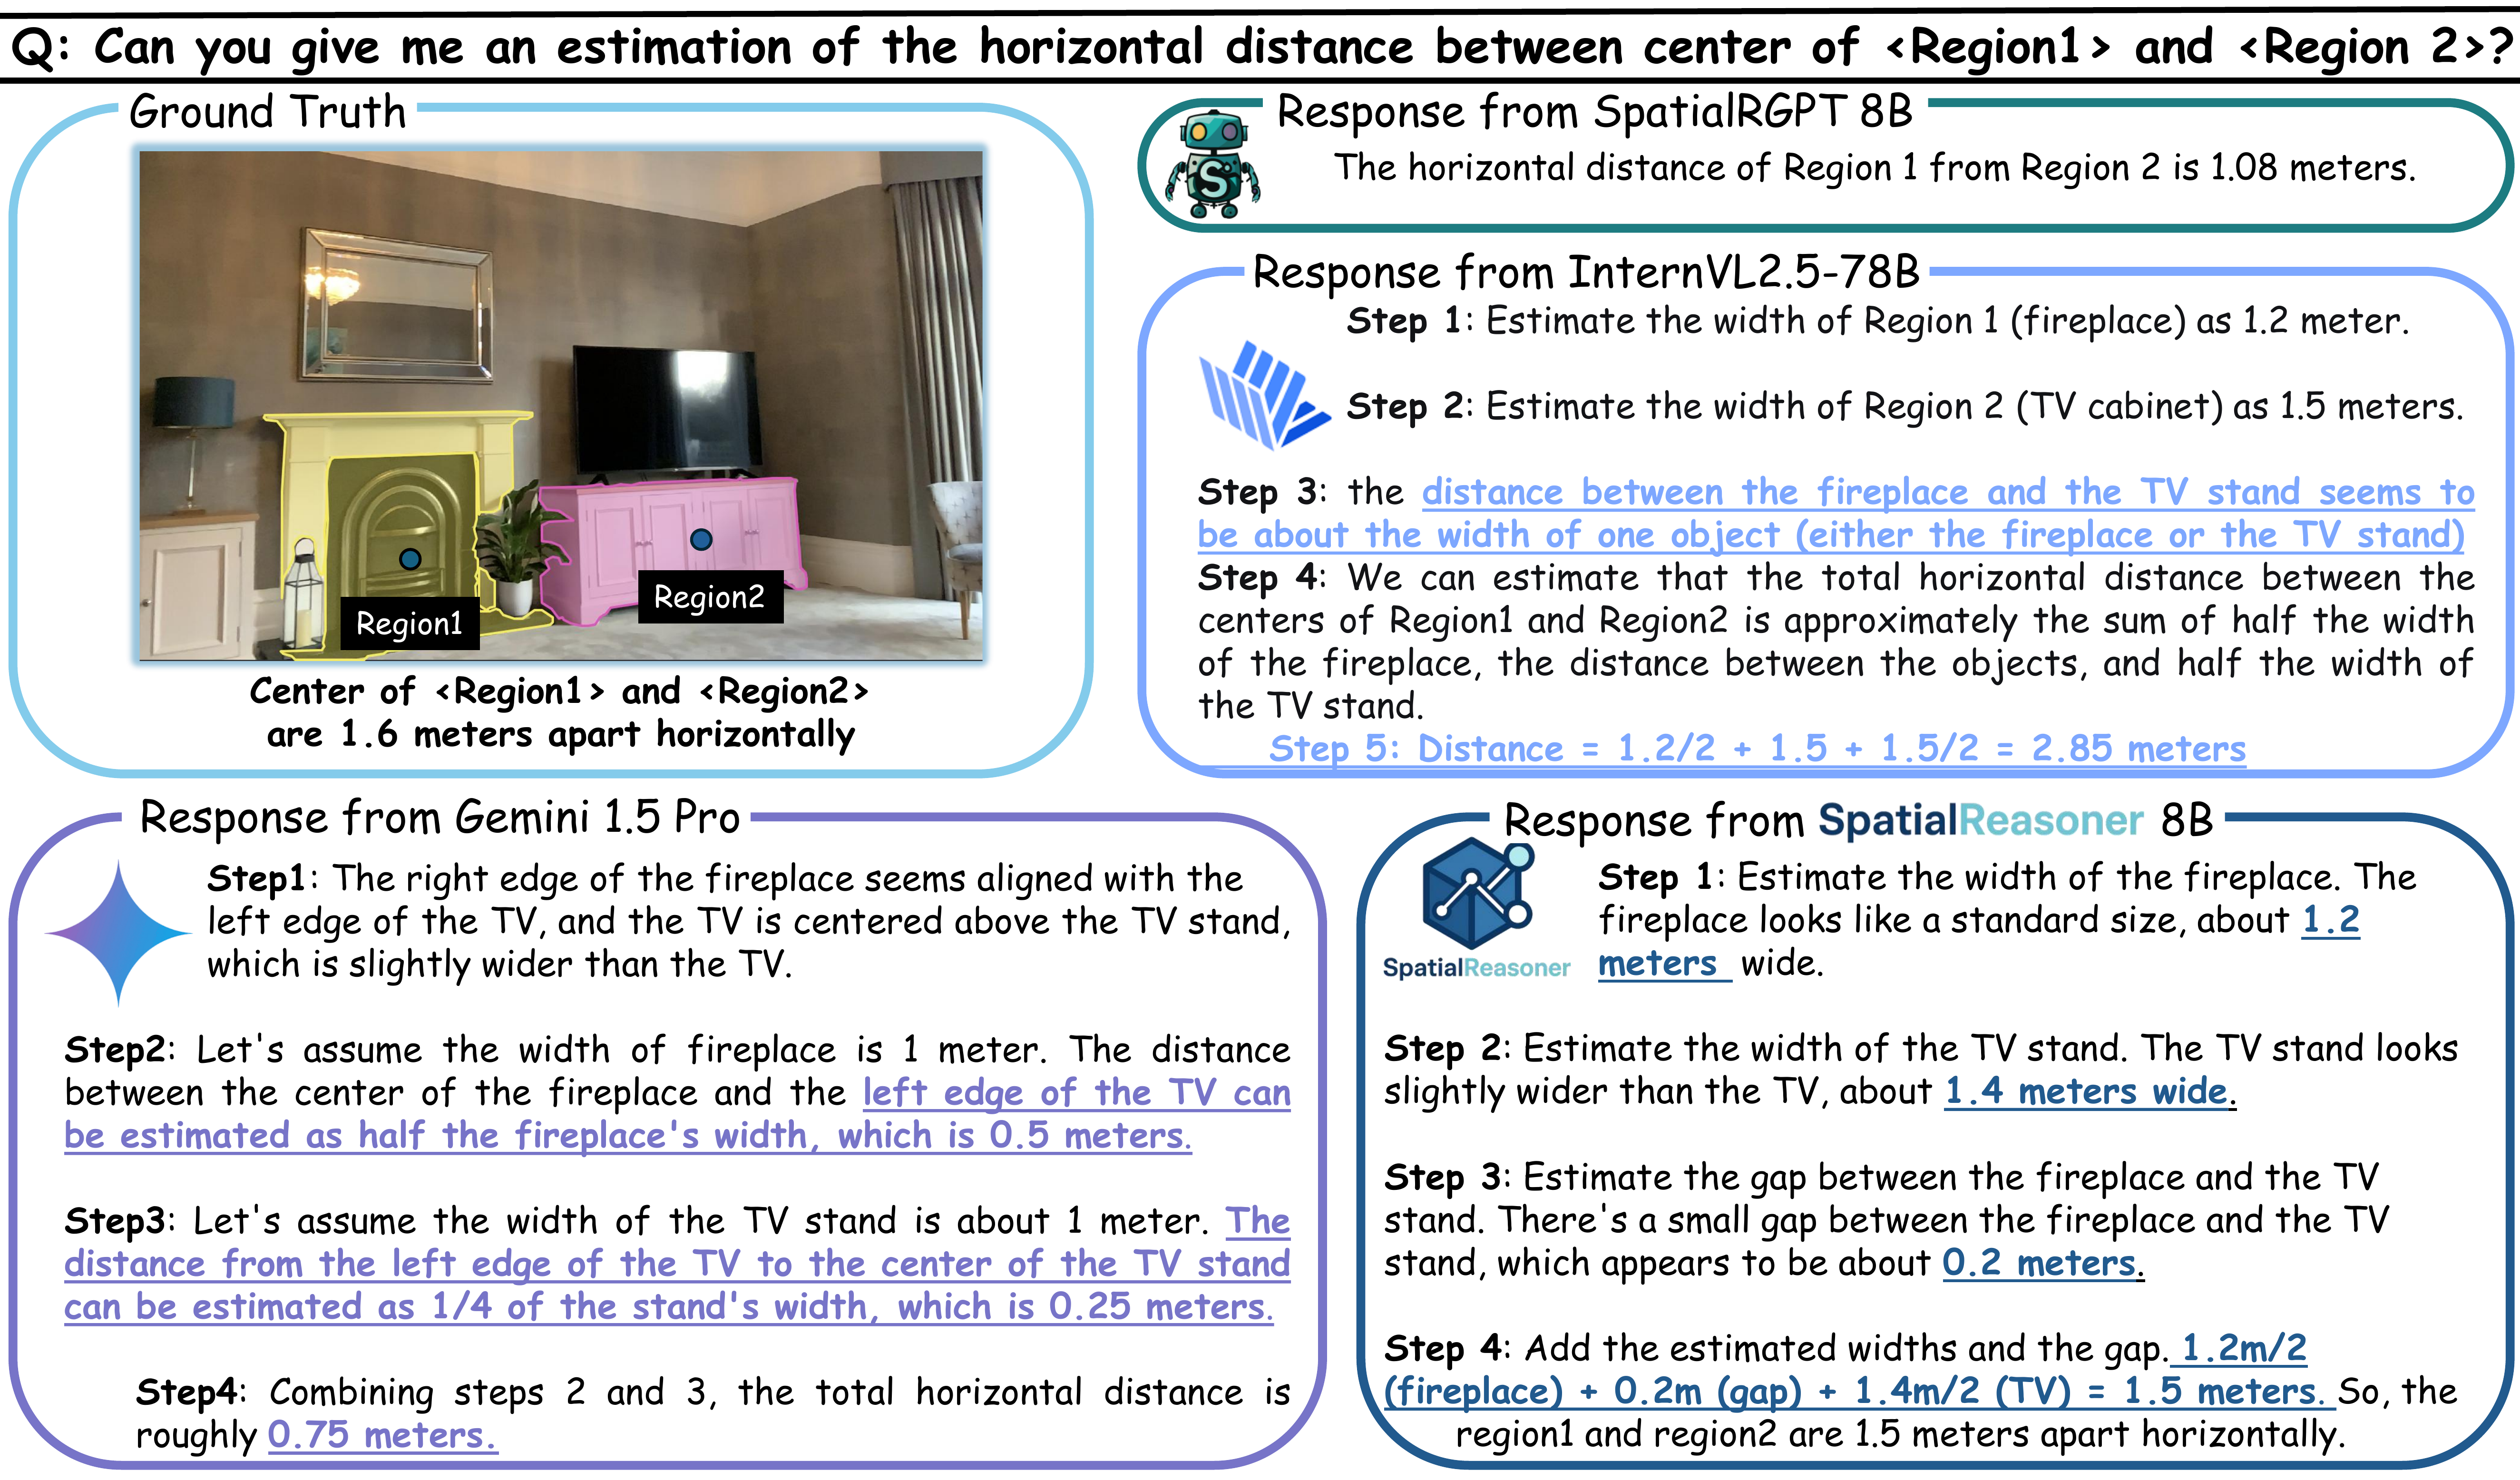 Q: Can you give me an estimation of the horizontal distance between center of <Region1> and <Region 2>?
Ground Truth
Region1
Region2
Center of <Region1> and <Region2>
are 1.6 meters apart horizontally
Response from SpatialRGPT 8B
S
The horizontal distance of Region 1 from Region 2 is 1.08 meters.
Response from InternVL2.5-78B
Step 1: Estimate the width of Region 1 (fireplace) as 1.2 meter.
Step 2: Estimate the width of Region 2 (TV cabinet) as 1.5 meters.
Step 3: the distance between the fireplace and the TV stand seems to
be about the width of one object (either the fireplace or the TV stand)
Step 4: We can estimate that the total horizontal distance between the
centers of Region1 and Region2 is approximately the sum of half the width
of the fireplace, the distance between the objects, and half the width of
the TV stand.
Step 5: Distance = 1.2/2 + 1.5 + 1.5/2 = 2.85 meters
Response from Gemini 1.5 Pro
Step1: The right edge of the fireplace seems aligned with the
left edge of the TV, and the TV is centered above the TV stand,
which is slightly wider than the TV.
Step2: Let's assume the width of fireplace is 1 meter. The distance
between the center of the fireplace and the left edge of the TV can
be estimated as half the fireplace's width, which is 0.5 meters.
Step3: Let's assume the width of the TV stand is about 1 meter. The
distance from the left edge of the TV to the center of the TV stand
can be estimated as 1/4 of the stand's width, which is 0.25 meters.
Step4: Combining steps 2 and 3, the total horizontal distance is
roughly 0.75 meters.
Response from SpatialReasoner 8B
SpatialReasoner
Step 1: Estimate the width of the fireplace. The
fireplace looks like a standard size, about 1.2
meters wide.
Step 2: Estimate the width of the TV stand. The TV stand looks
slightly wider than the TV, about 1.4 meters wide.
Step 3: Estimate the gap between the fireplace and the TV
stand. There's a small gap between the fireplace and the TV
stand, which appears to be about 0.2 meters.
Step 4: Add the estimated widths and the gap. 1.2m/2
(fireplace) + 0.2m (gap) + 1.4m/2 (TV) = 1.5 meters. So, the
region1 and region2 are 1.5 meters apart horizontally.